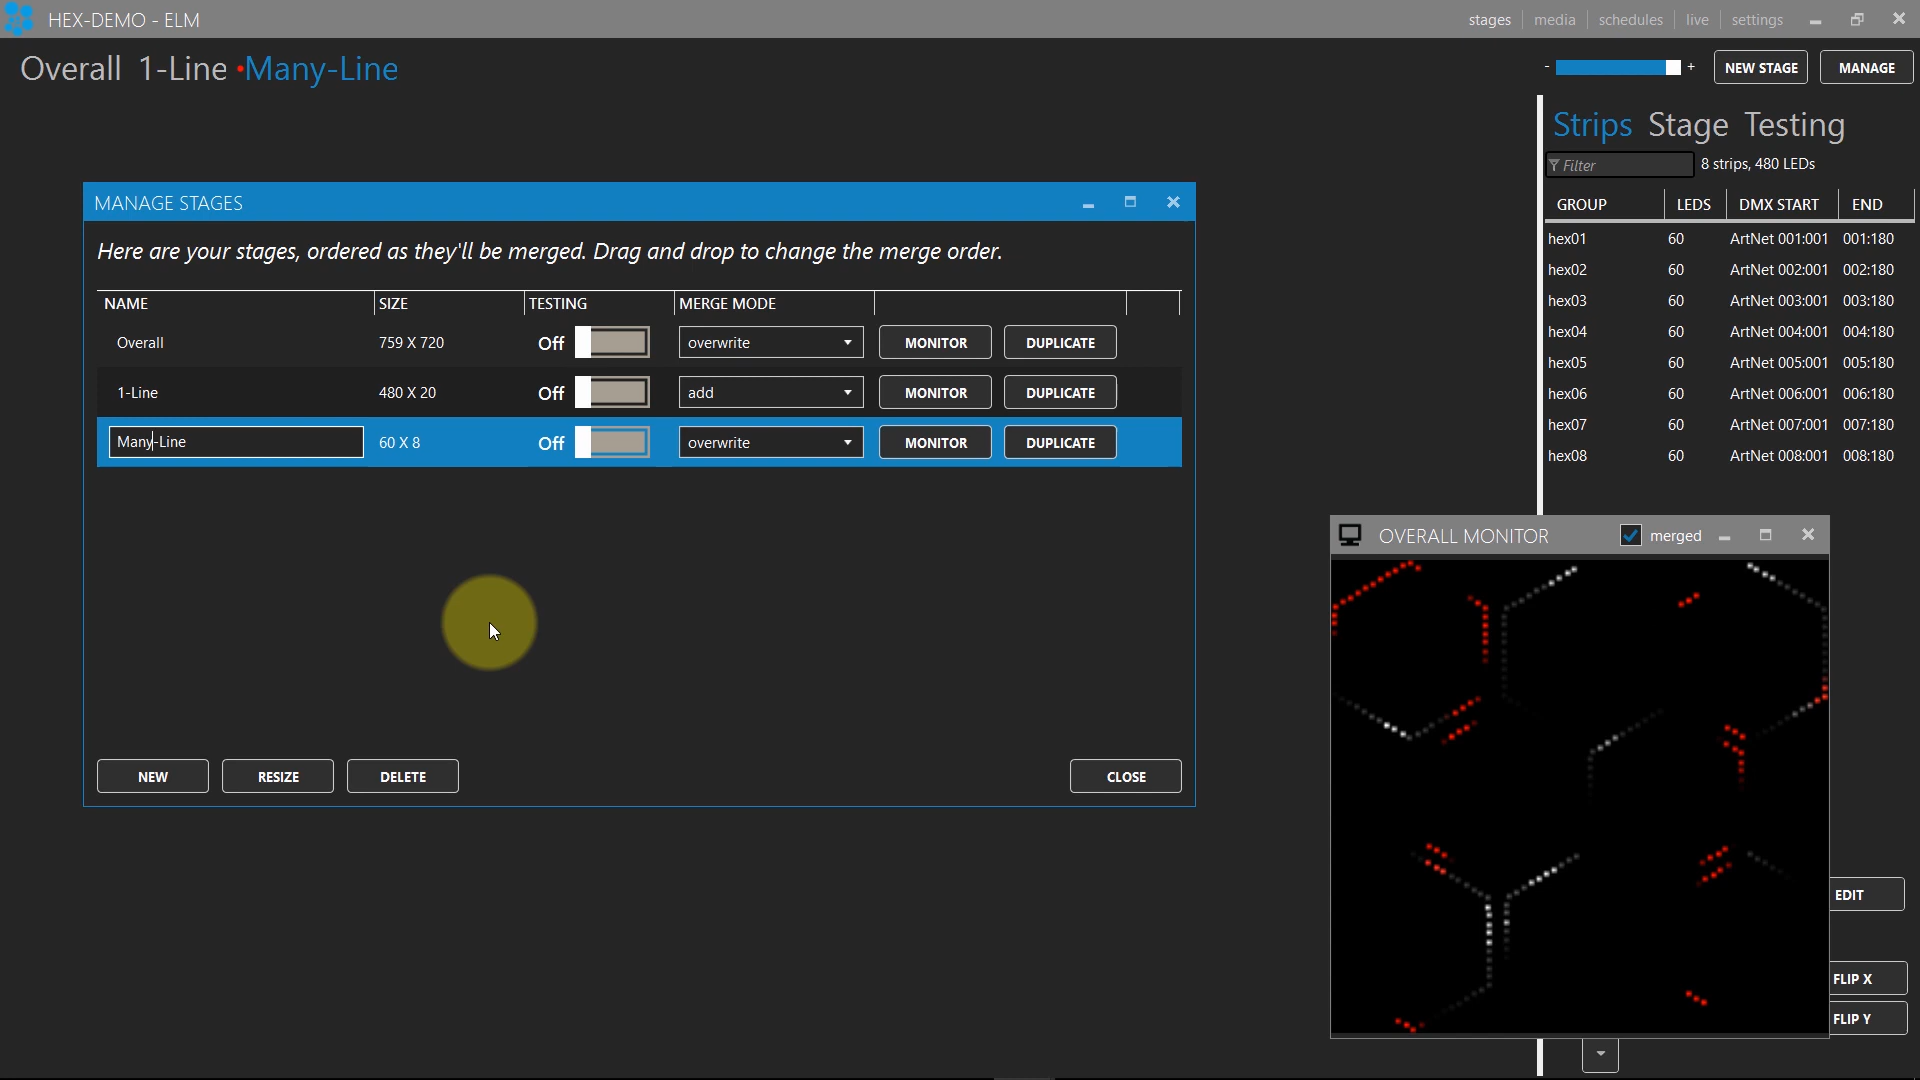 HEX-DEMO - ELM
stages
media
schedules
live
settings
Overall 1-Line •Many-Line
- +
NEW STAGE
MANAGE
Strips Stage Testing
Filter
8 strips, 480 LEDs
GROUP LEDS DMX START END
hex01 60 ArtNet 001:001 001:180
hex02 60 ArtNet 002:001 002:180
hex03 60 ArtNet 003:001 003:180
hex04 60 ArtNet 004:001 004:180
hex05 60 ArtNet 005:001 005:180
hex06 60 ArtNet 006:001 006:180
hex07 60 ArtNet 007:001 007:180
hex08 60 ArtNet 008:001 008:180
MANAGE STAGES
Here are your stages, ordered as they'll be merged. Drag and drop to change the merge order.
NAME SIZE TESTING MERGE MODE
Overall 759 X 720 Off overwrite MONITOR DUPLICATE
1-Line 480 X 20 Off add MONITOR DUPLICATE
Many-Line 60 X 8 Off overwrite MONITOR DUPLICATE
NEW RESIZE DELETE CLOSE
OVERALL MONITOR merged
EDIT
FLIP X
FLIP Y